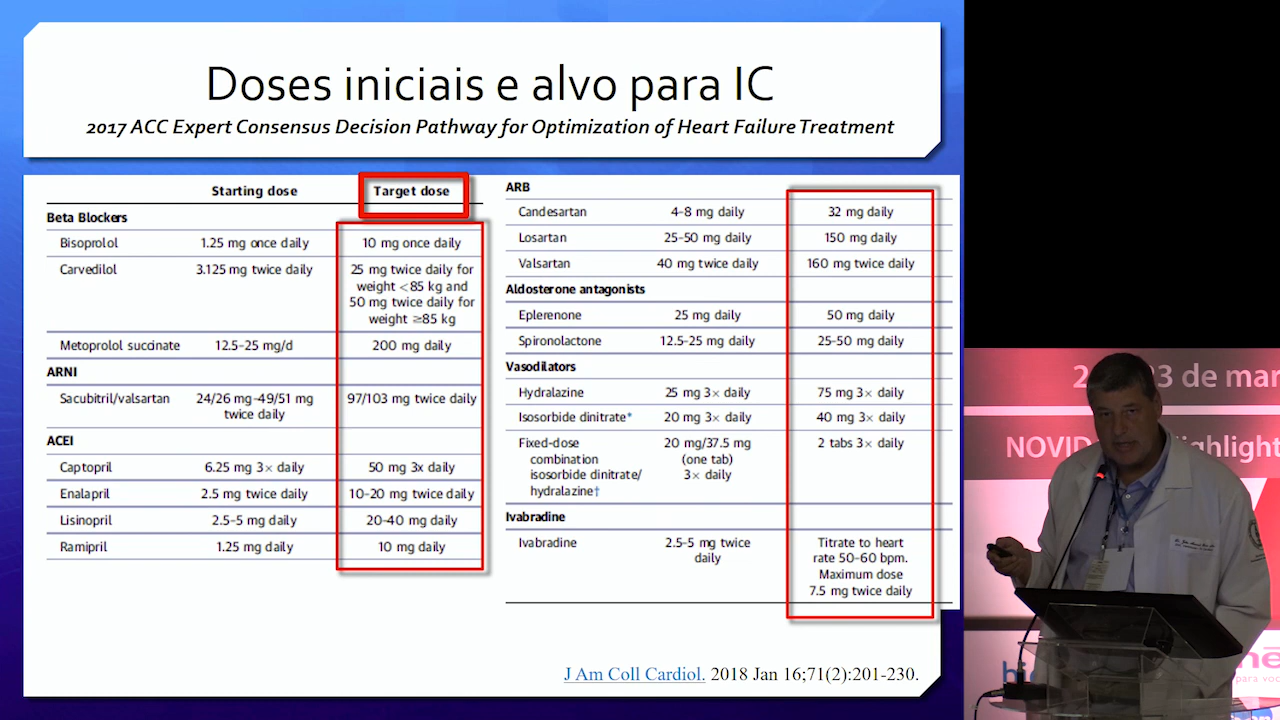 Doses iniciais e alvo para IC
2017 ACC Expert Consensus Decision Pathway for Optimization of Heart Failure Treatment
Starting dose Target dose
Beta Blockers
Bisoprolol 1.25 mg once daily 10 mg once daily
Carvedilol 3.125 mg twice daily 25 mg twice daily for
weight <85 kg and
50 mg twice daily for
weight ≥85 kg
Metoprolol succinate 12.5–25 mg/d 200 mg daily
ARNI
Sacubitril/valsartan 24/26 mg–49/51 mg 97/103 mg twice daily
twice daily
ACEI
Captopril 6.25 mg 3× daily 50 mg 3x daily
Enalapril 2.5 mg twice daily 10–20 mg twice daily
Lisinopril 2.5–5 mg daily 20–40 mg daily
Ramipril 1.25 mg daily 10 mg daily
ARB
Candesartan 4–8 mg daily 32 mg daily
Losartan 25–50 mg daily 150 mg daily
Valsartan 40 mg twice daily 160 mg twice daily
Aldosterone antagonists
Eplerenone 25 mg daily 50 mg daily
Spironolactone 12.5–25 mg daily 25–50 mg daily
Vasodilators
Hydralazine 25 mg 3× daily 75 mg 3× daily
Isosorbide dinitrate* 20 mg 3× daily 40 mg 3× daily
Fixed-dose 20 mg/37.5 mg 2 tabs 3× daily
combination (one tab)
isosorbide dinitrate/ 3× daily
hydralazine†
Ivabradine
Ivabradine 2.5–5 mg twice Titrate to heart
daily rate 50–60 bpm.
Maximum dose
7.5 mg twice daily
J Am Coll Cardiol. 2018 Jan 16;71(2):201-230.
3 de mar
NOVID
ghlight
para voc